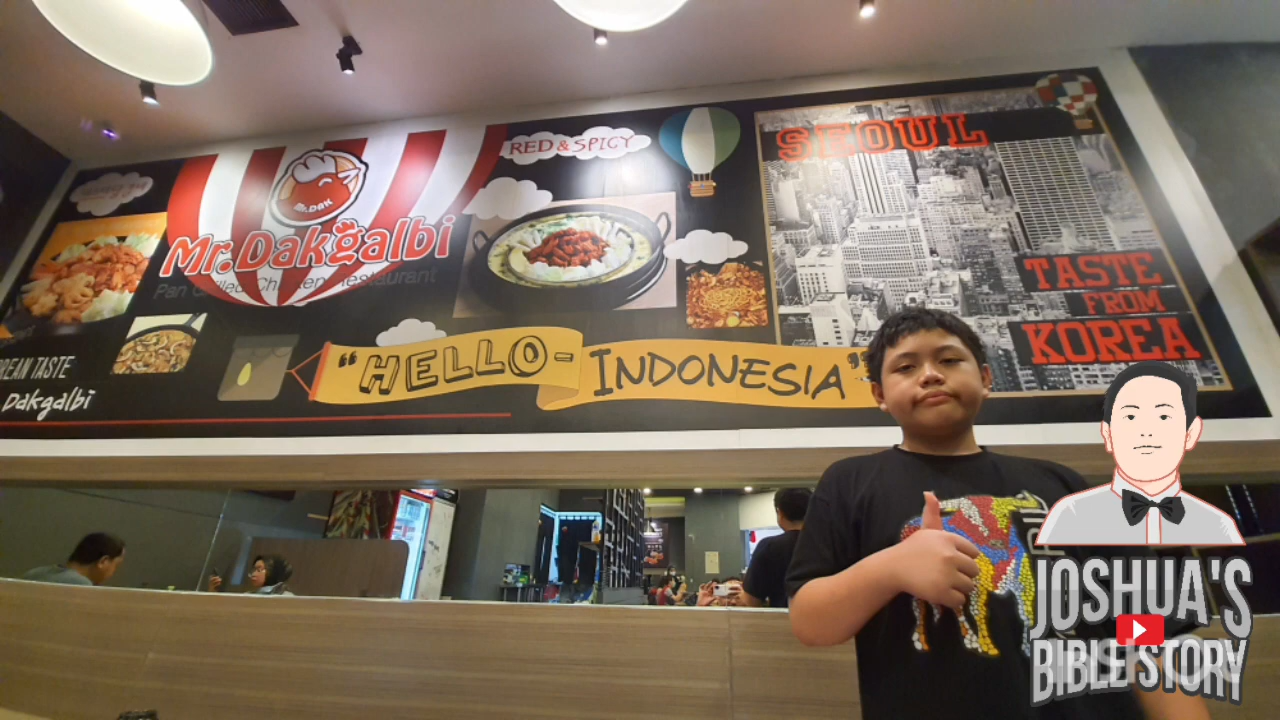 Mr.DAK
Mr.Dakgalbi
Pan Grilled Chicken Restaurant
RED & SPICY
SEOUL
TASTE
FROM
KOREA
"HELLO-INDONESIA"
REAN TASTE
Dakgalbi
JOSHUA'S
BIBLE STORY